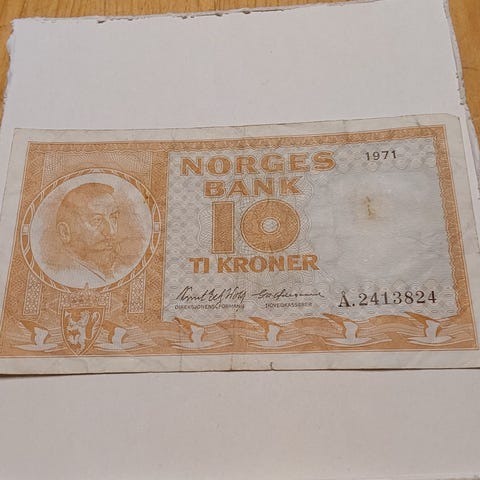 NORGES
BANK
1971
10
TI KRONER
DIREKSJONENS FORMANN
HOVEDKASSERER
A.2413824